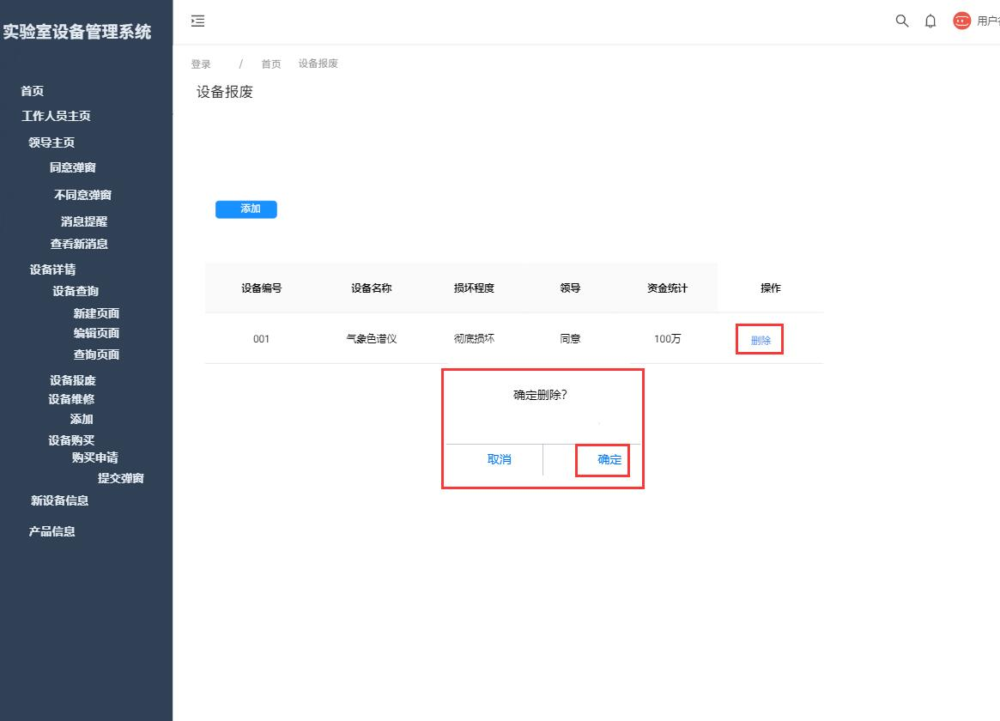 实验室设备管理系统
首页
工作人员主页
领导主页
同意弹窗
不同意弹窗
消息提醒
查看新消息
设备详情
设备查询
新建页面
编辑页面
查询页面
设备报废
设备维修
添加
设备购买
购买申请
提交弹窗
新设备信息
产品信息
用户
登录 / 首页 设备报废
设备报废
添加
设备编号 设备名称 损坏程度 领导 资金统计 操作
001 气象色谱仪 彻底损坏 同意 100万 删除
确定删除?
取消 确定